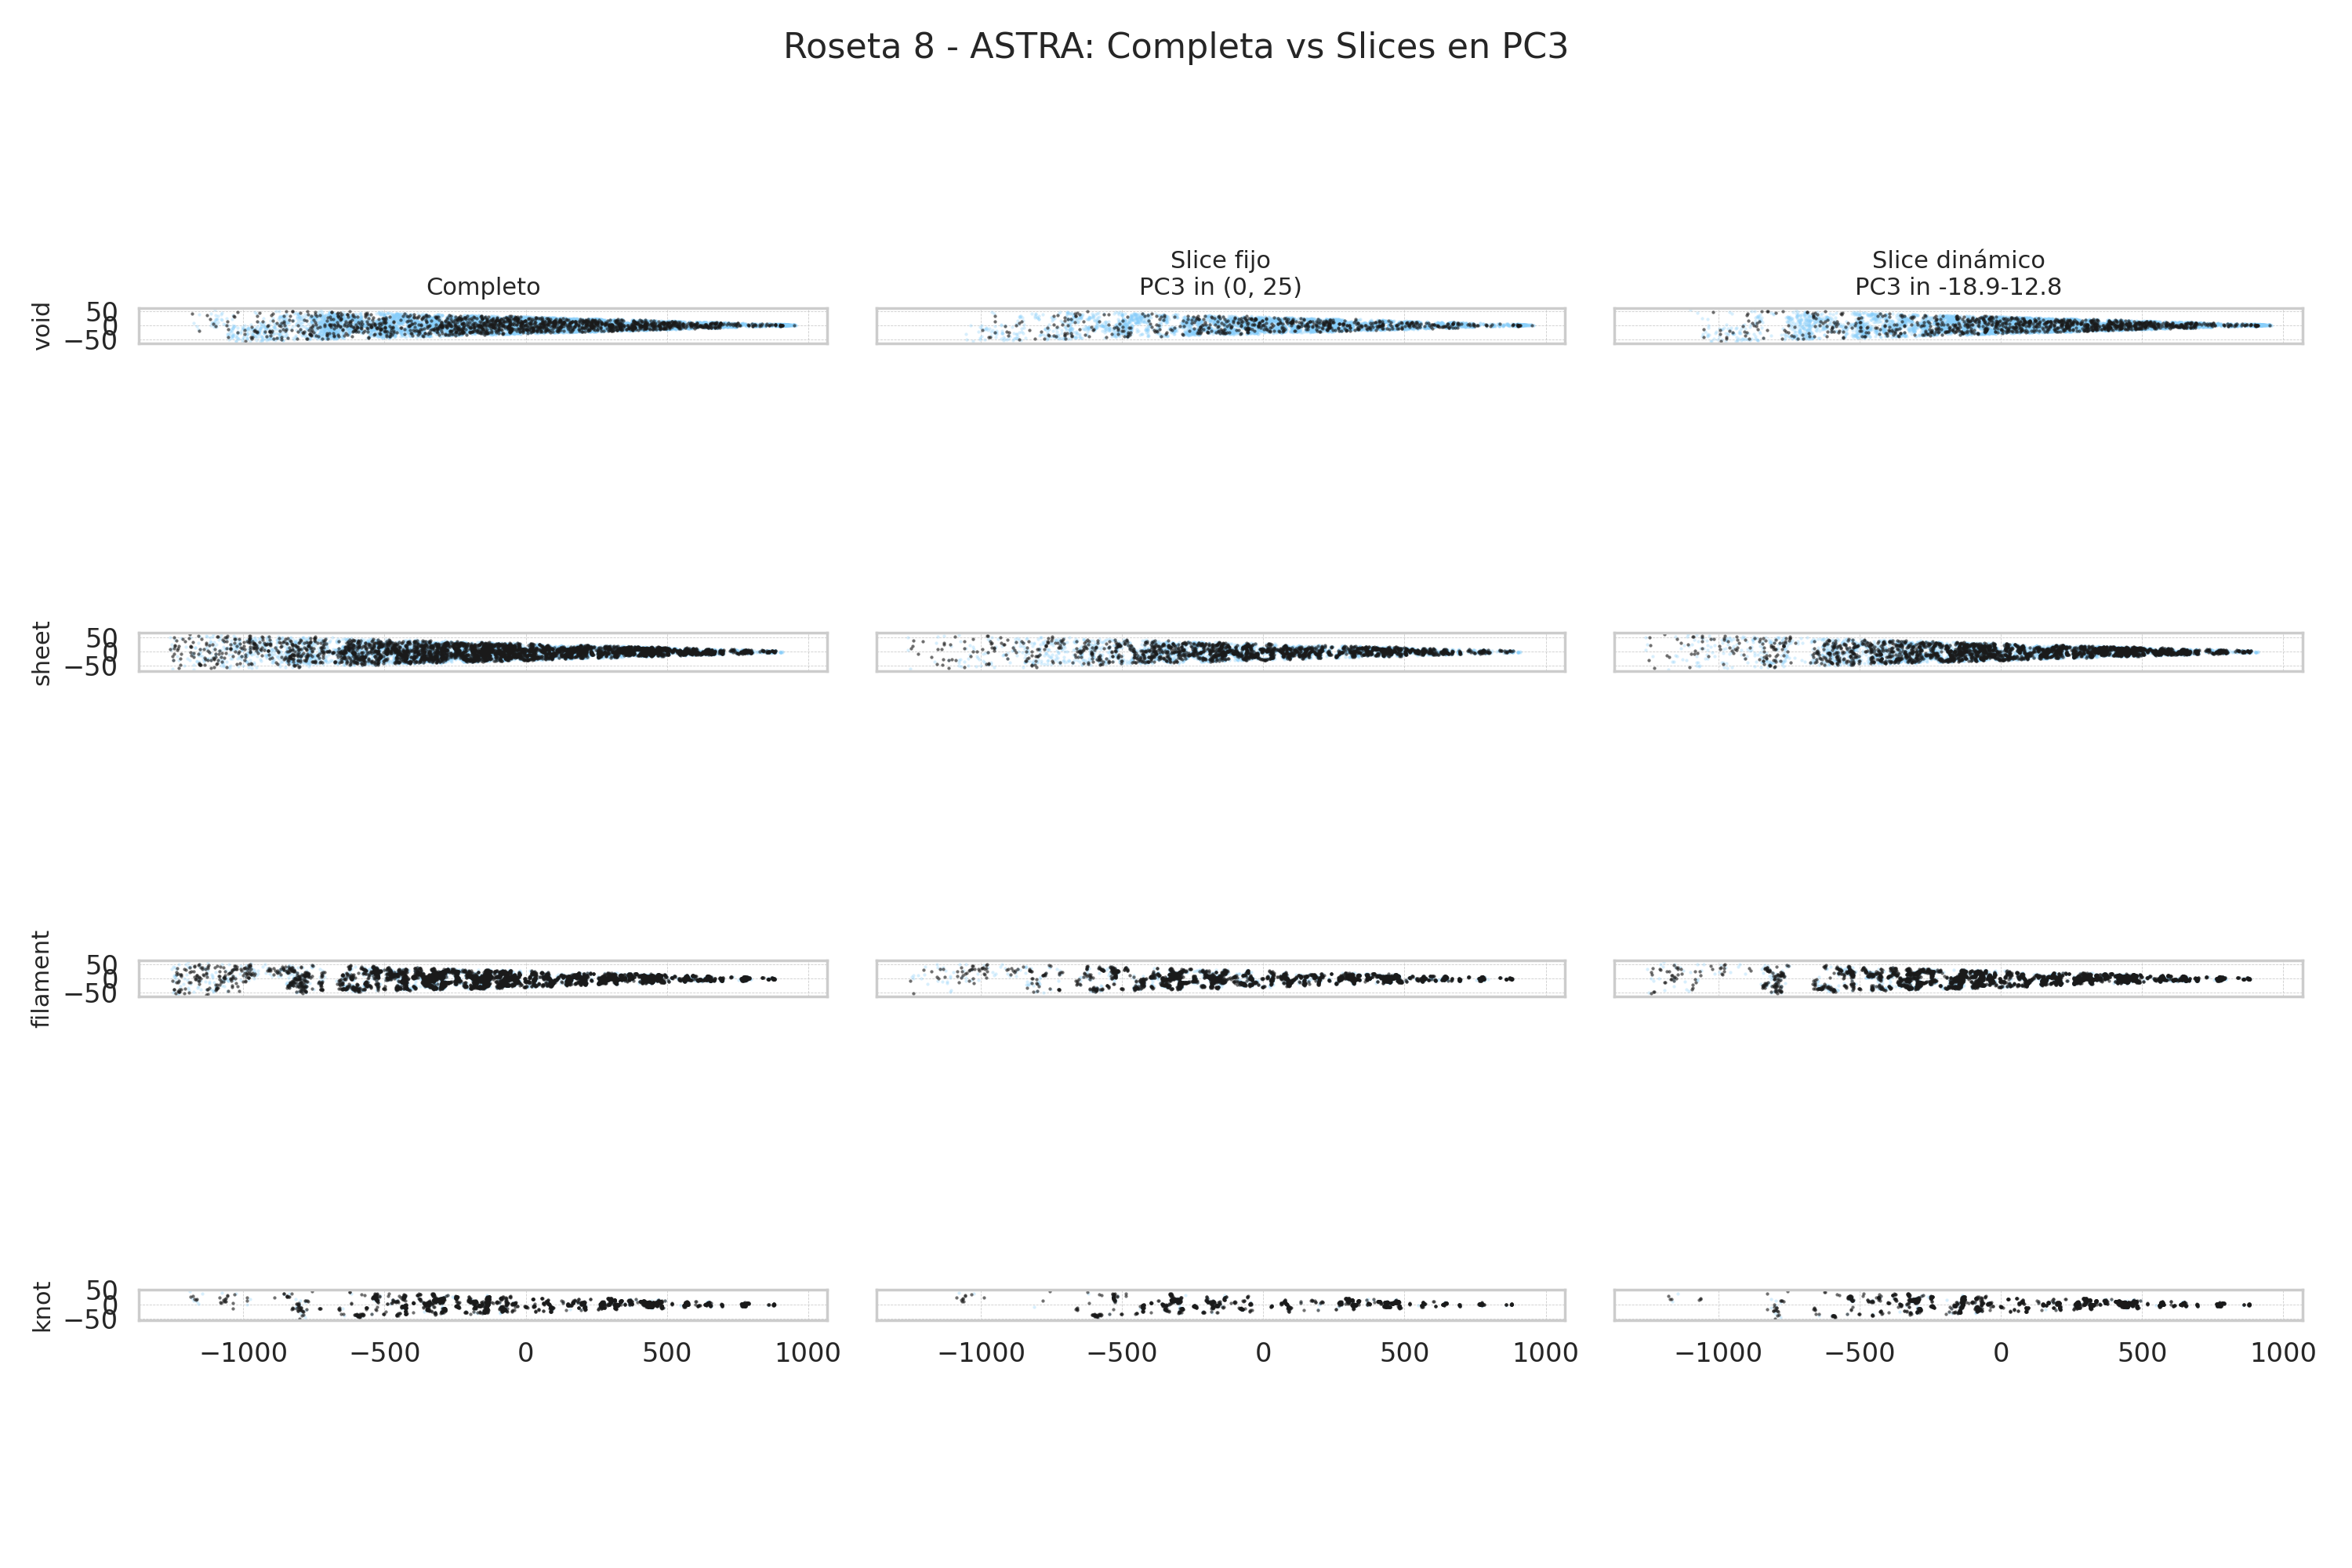 Roseta 8 - ASTRA: Completa vs Slices en PC3
Completo
Slice fijo
PC3 in (0, 25)
Slice dinámico
PC3 in -18.9-12.8
void
50
0
−50
sheet
50
0
−50
filament
50
0
−50
knot
50
0
−50
−1000 −500 0 500 1000
−1000 −500 0 500 1000
−1000 −500 0 500 1000